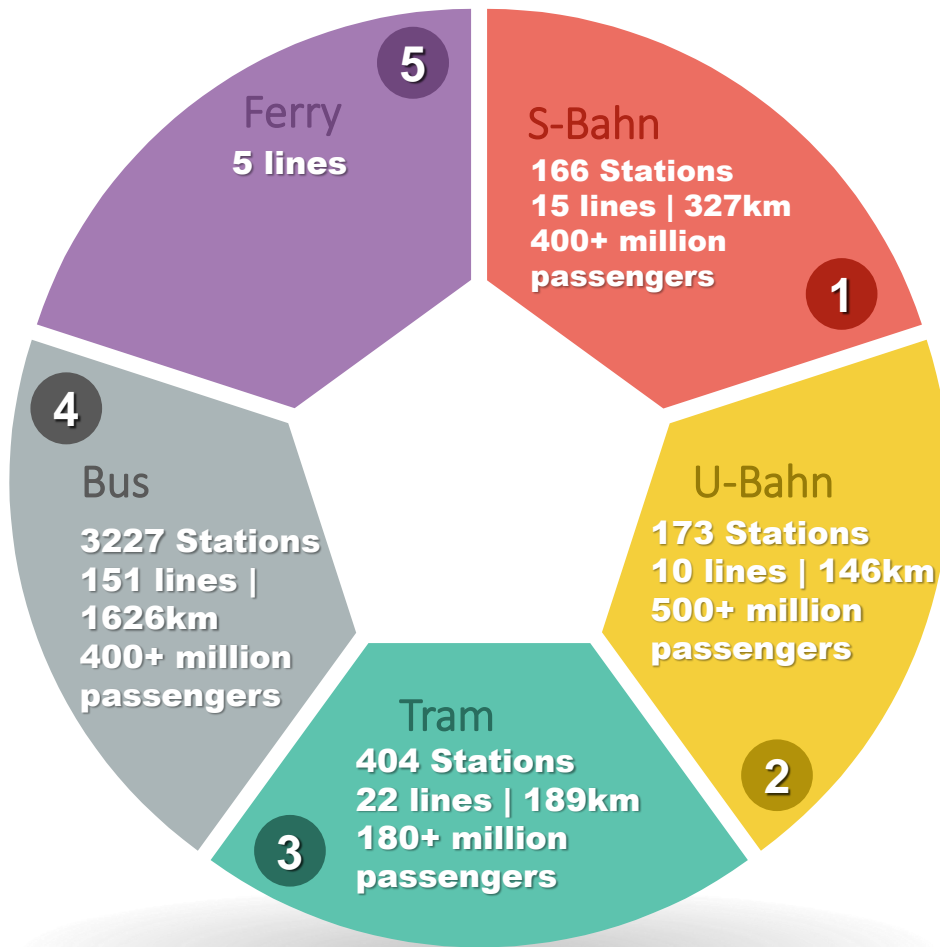 S-Bahn
166 Stations
15 lines | 327km
400+ million
passengers
1
U-Bahn
173 Stations
10 lines | 146km
500+ million
passengers
2
Tram
404 Stations
22 lines | 189km
180+ million
passengers
3
4
Bus
3227 Stations
151 lines |
1626km
400+ million
passengers
5
Ferry
5 lines